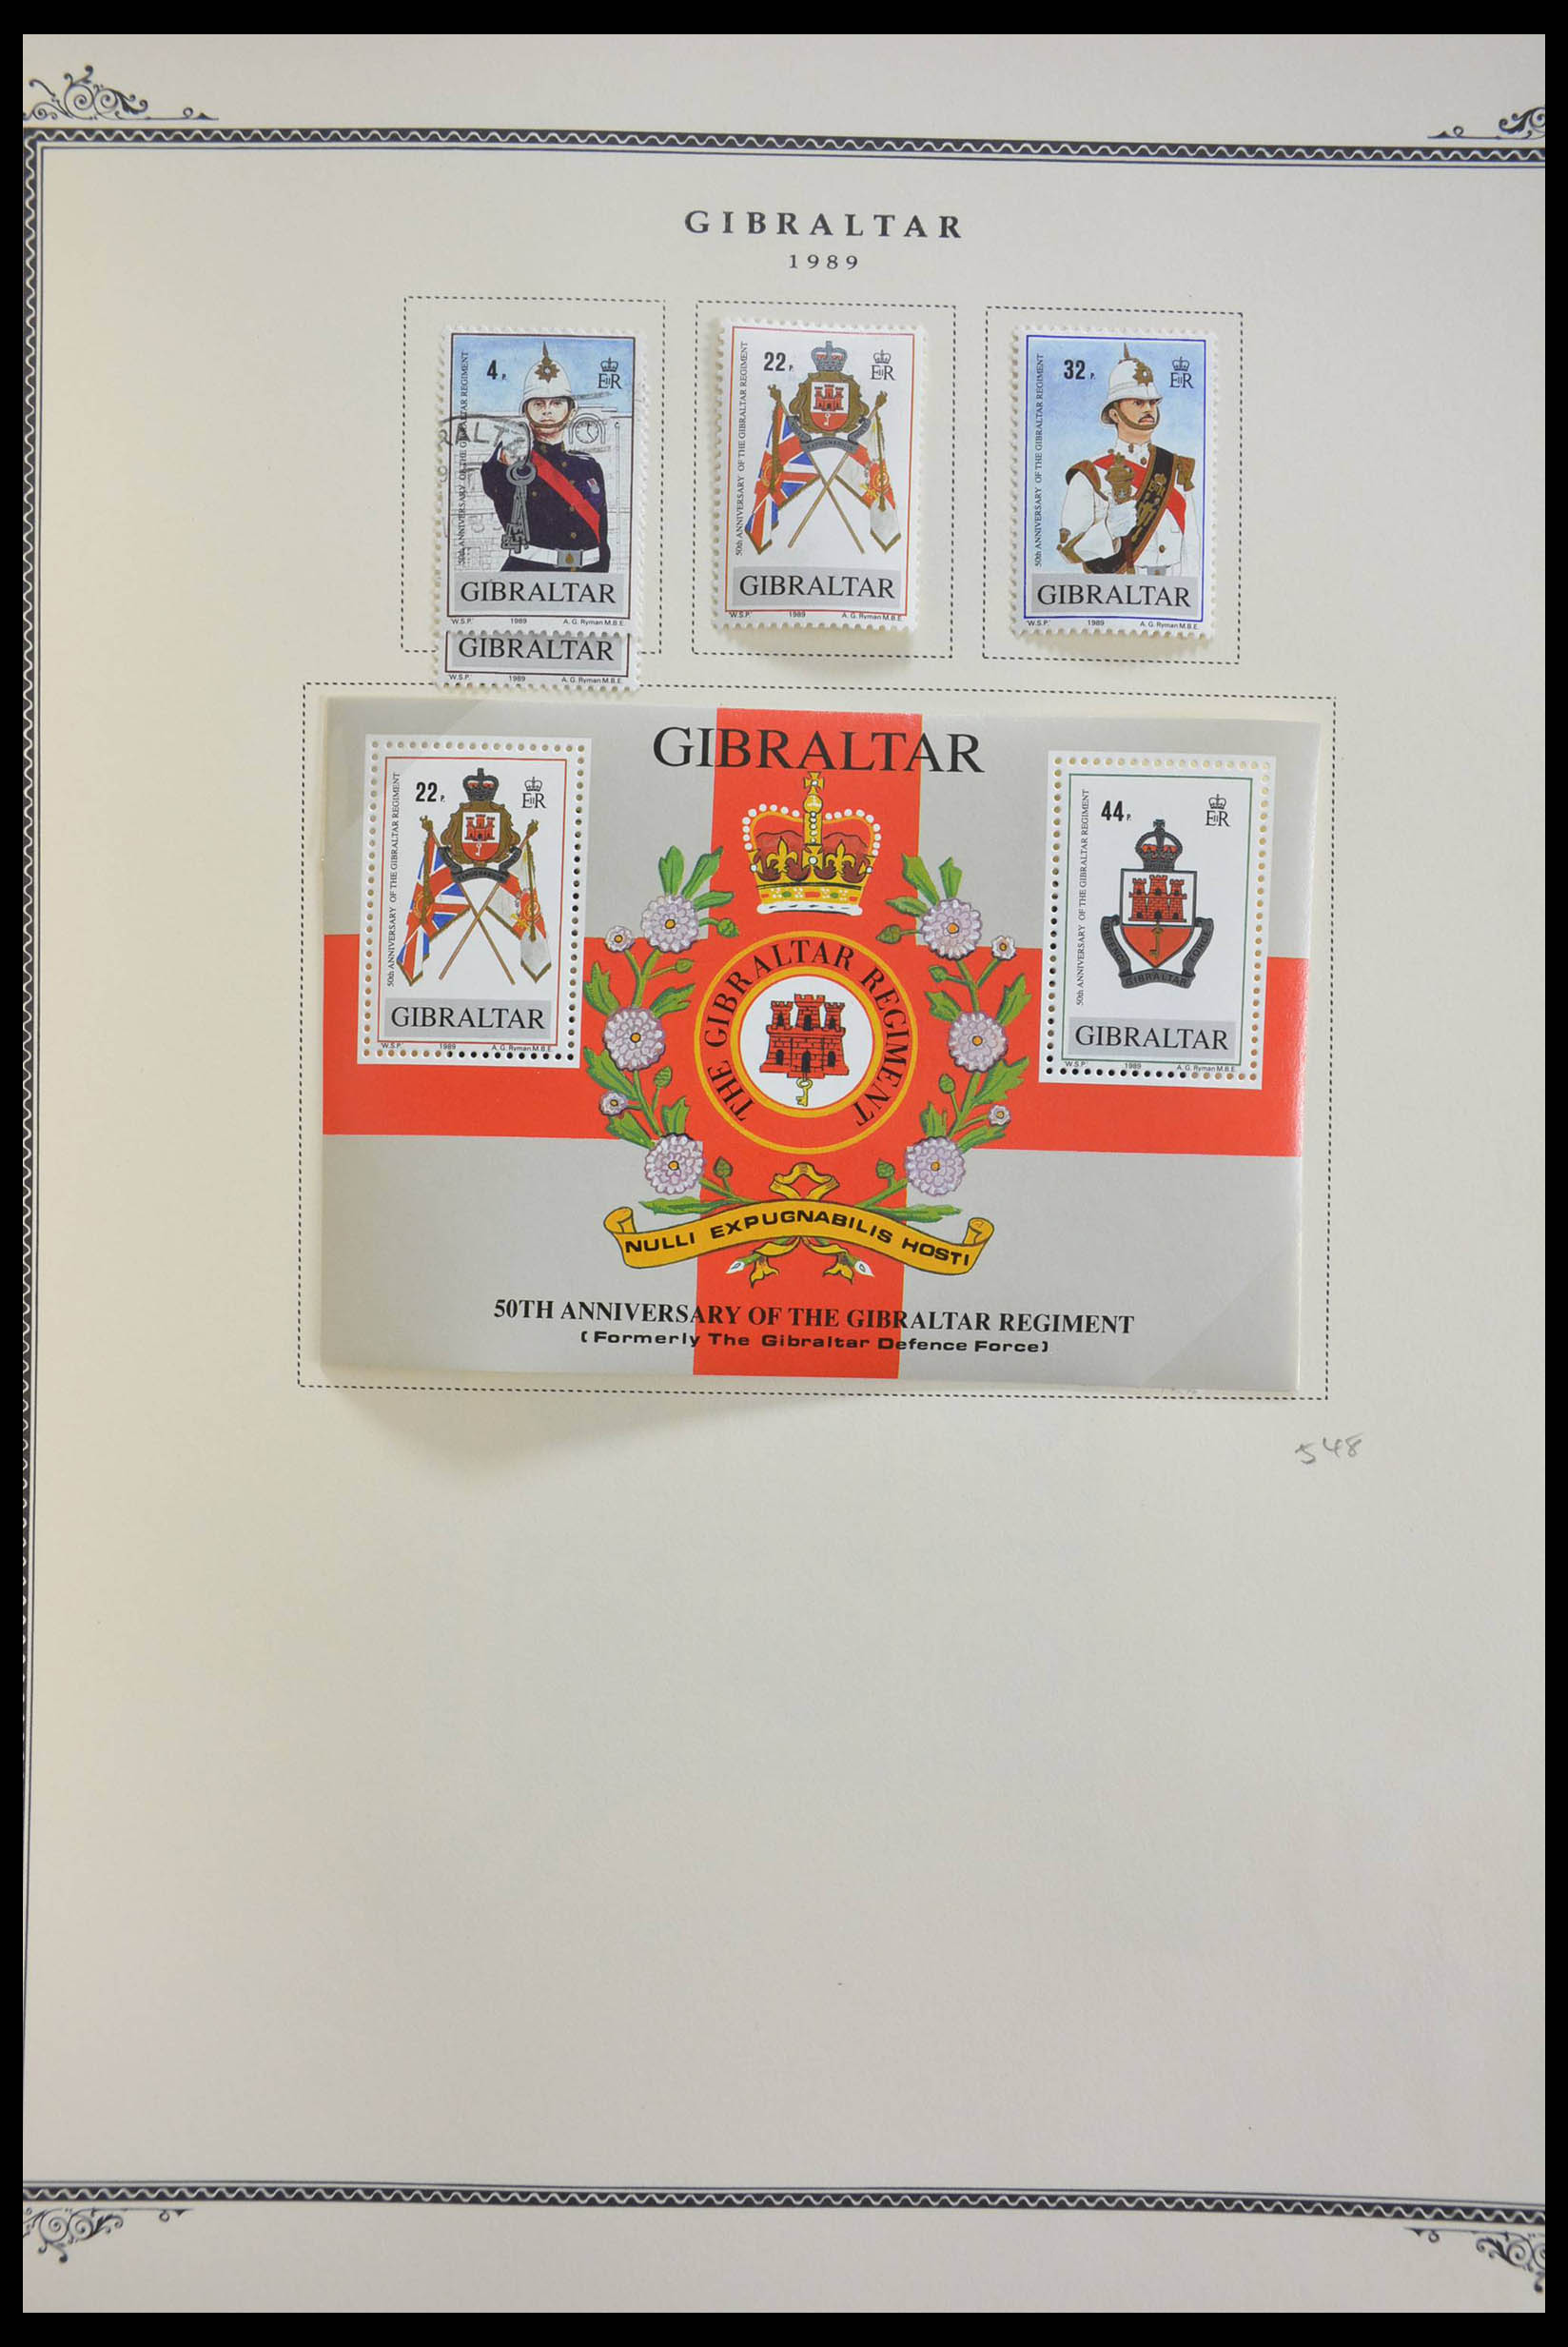 GIBRALTAR
1989
4P.
EIIR
50th ANNIVERSARY OF THE GIBRALTAR REGIMENT
RALT
GIBRALTAR
'W.S.P.' 1989 A. G. Ryman M.B.E.
GIBRALTAR
'W.S.P.' 1989 A. G. Ryman M.B.E.
22P.
EIIR
50th ANNIVERSARY OF THE GIBRALTAR REGIMENT
GIBRALTAR
'W.S.P.' 1989 A. G. Ryman M.B.E.
32P.
EIIR
50th ANNIVERSARY OF THE GIBRALTAR REGIMENT
GIBRALTAR
'W.S.P.' 1989 A. G. Ryman M.B.E.
GIBRALTAR
22P.
EIIR
50th ANNIVERSARY OF THE GIBRALTAR REGIMENT
GIBRALTAR
'W.S.P.' 1989 A. G. Ryman M.B.E.
THE GIBRALTAR REGIMENT
44P.
EIIR
50th ANNIVERSARY OF THE GIBRALTAR REGIMENT
DEFENCE GIBRALTAR FORCE
GIBRALTAR
'W.S.P.' 1989 A. G. Ryman M.B.E.
NULLI EXPUGNABILIS HOSTI
50TH ANNIVERSARY OF THE GIBRALTAR REGIMENT
(Formerly The Gibraltar Defence Force)
548